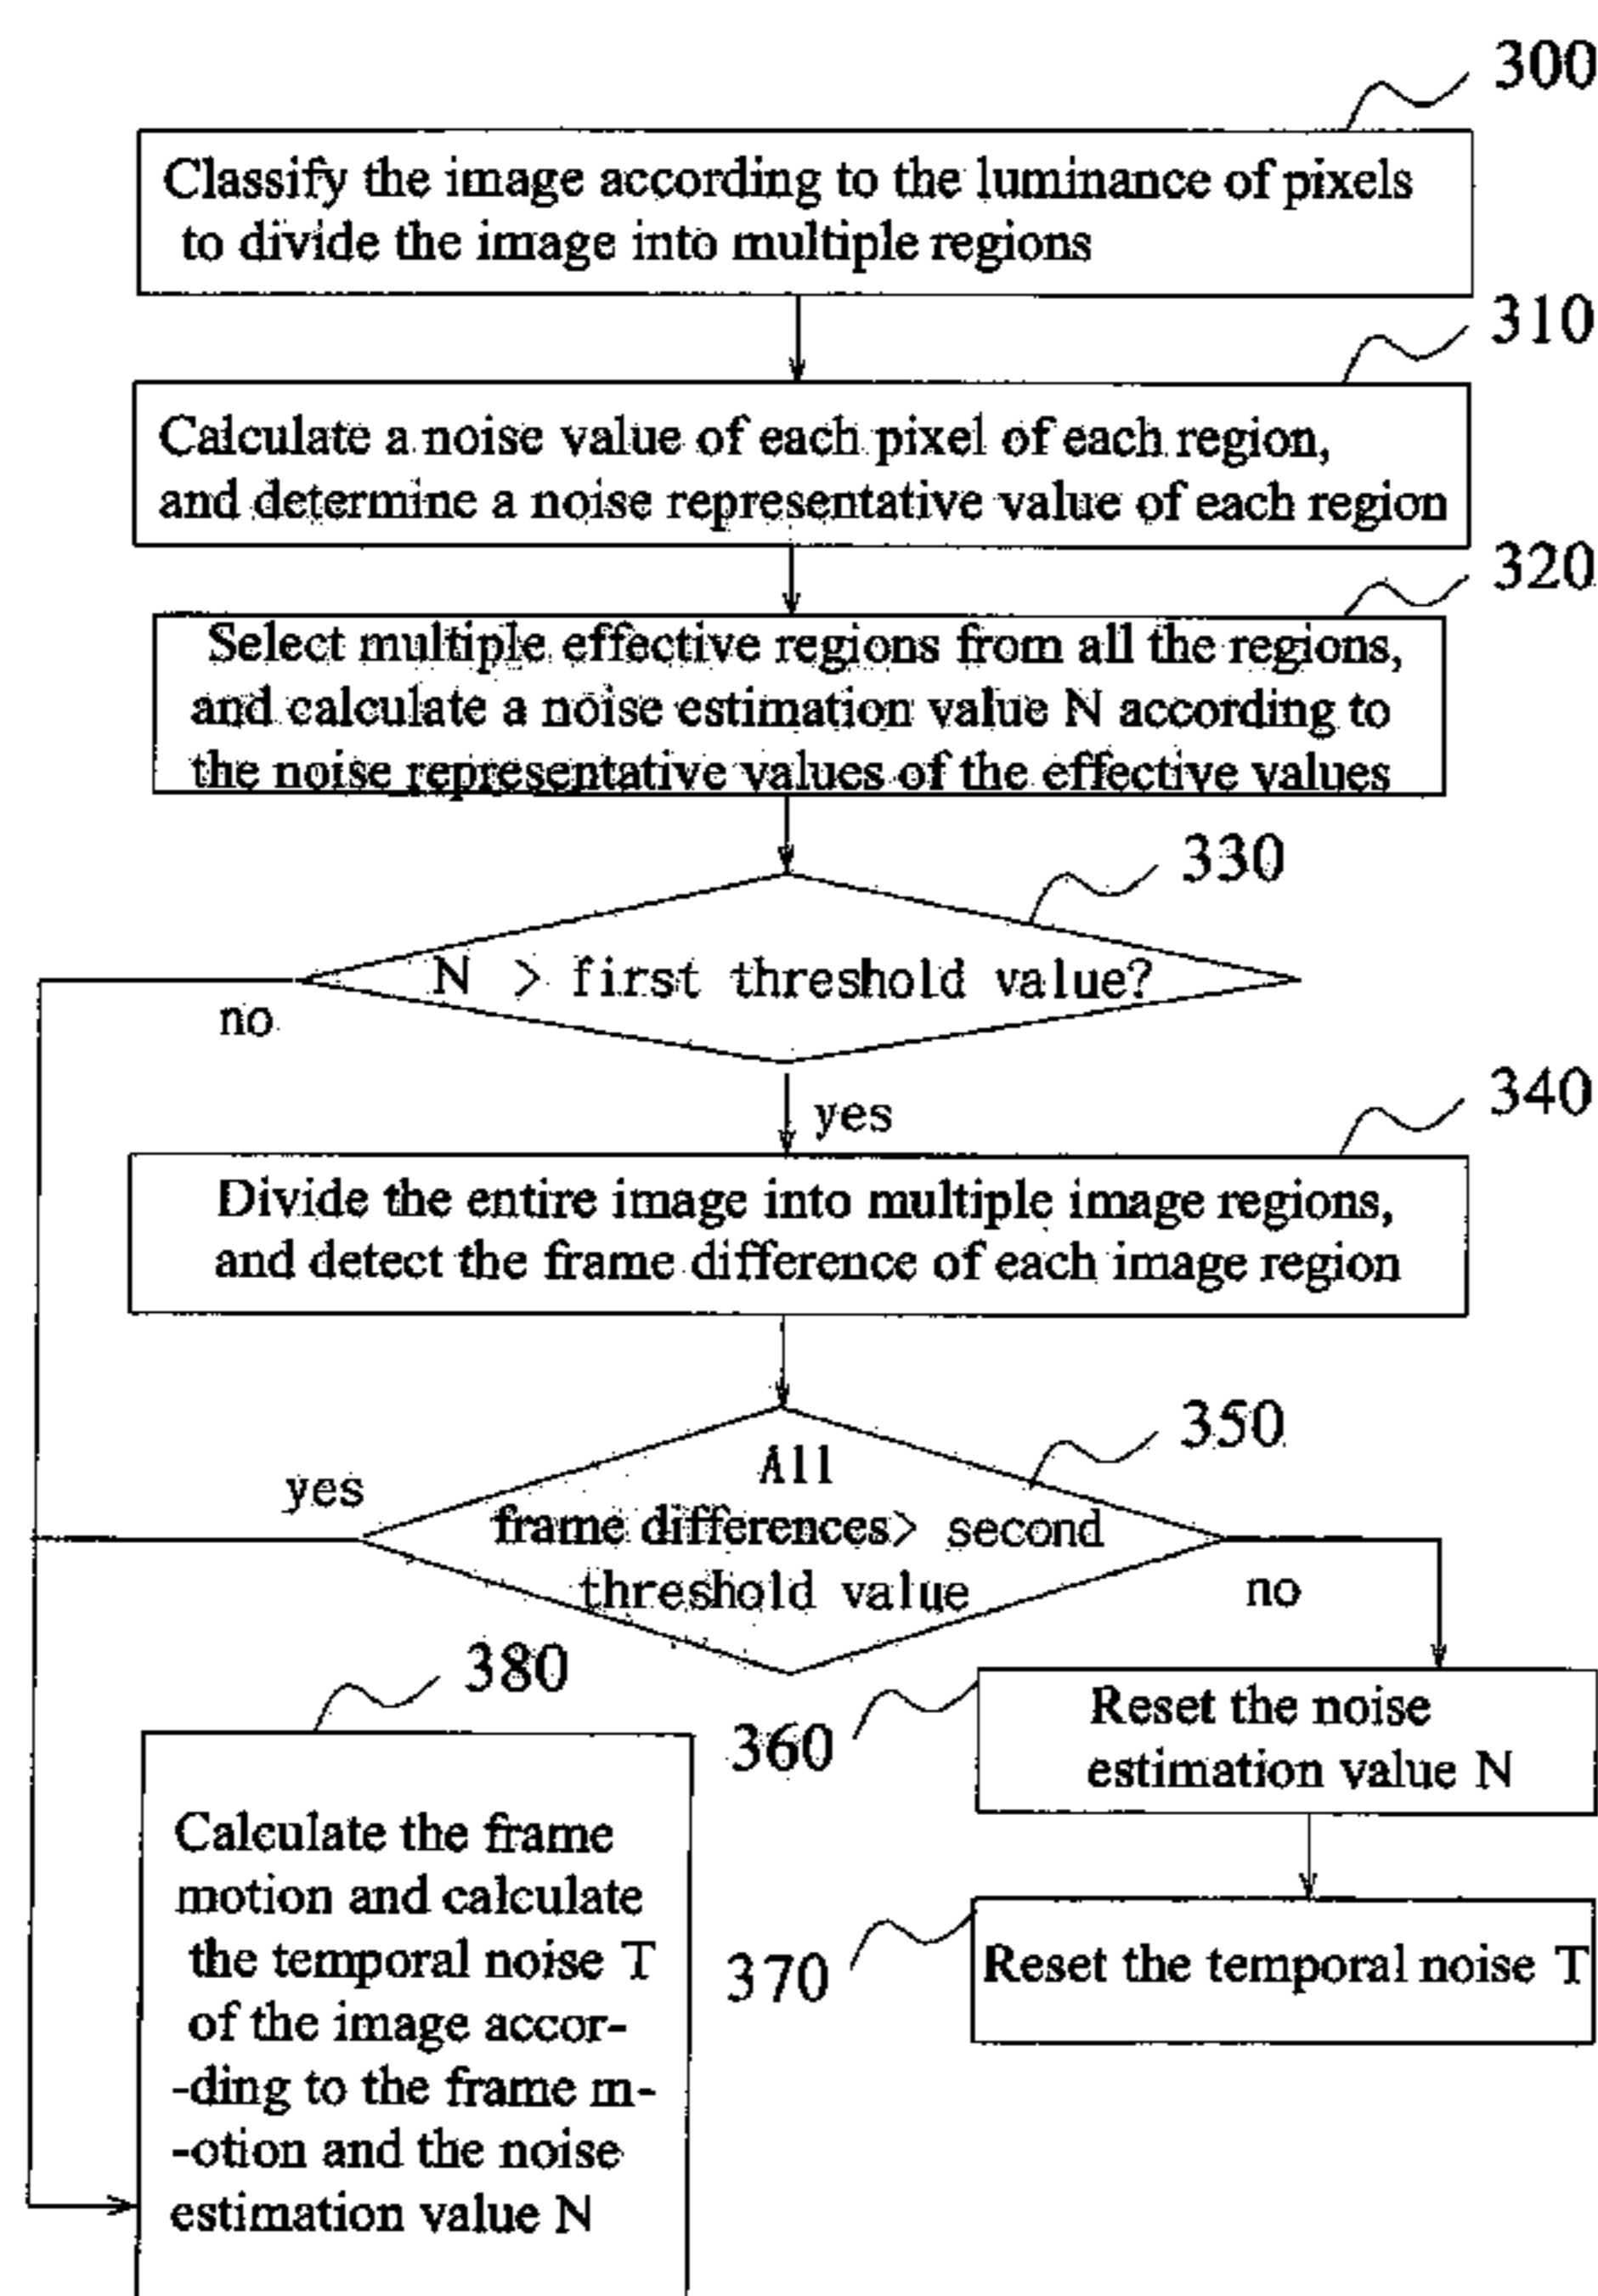 300
Classify the image according to the luminance of pixels
to divide the image into multiple regions
310
Calculate a noise value of each pixel of each region,
and determine a noise representative value of each region
320
Select multiple effective regions from all the regions,
and calculate a noise estimation value N according to
the noise representative values of the effective values
330
N > first threshold value?
no
yes
340
Divide the entire image into multiple image regions,
and detect the frame difference of each image region
350
All
frame differences> second
threshold value
yes
no
360
Reset the noise
estimation value N
370
Reset the temporal noise T
380
Calculate the frame
motion and calculate
the temporal noise T
of the image accor-
-ding to the frame m-
-otion and the noise
estimation value N